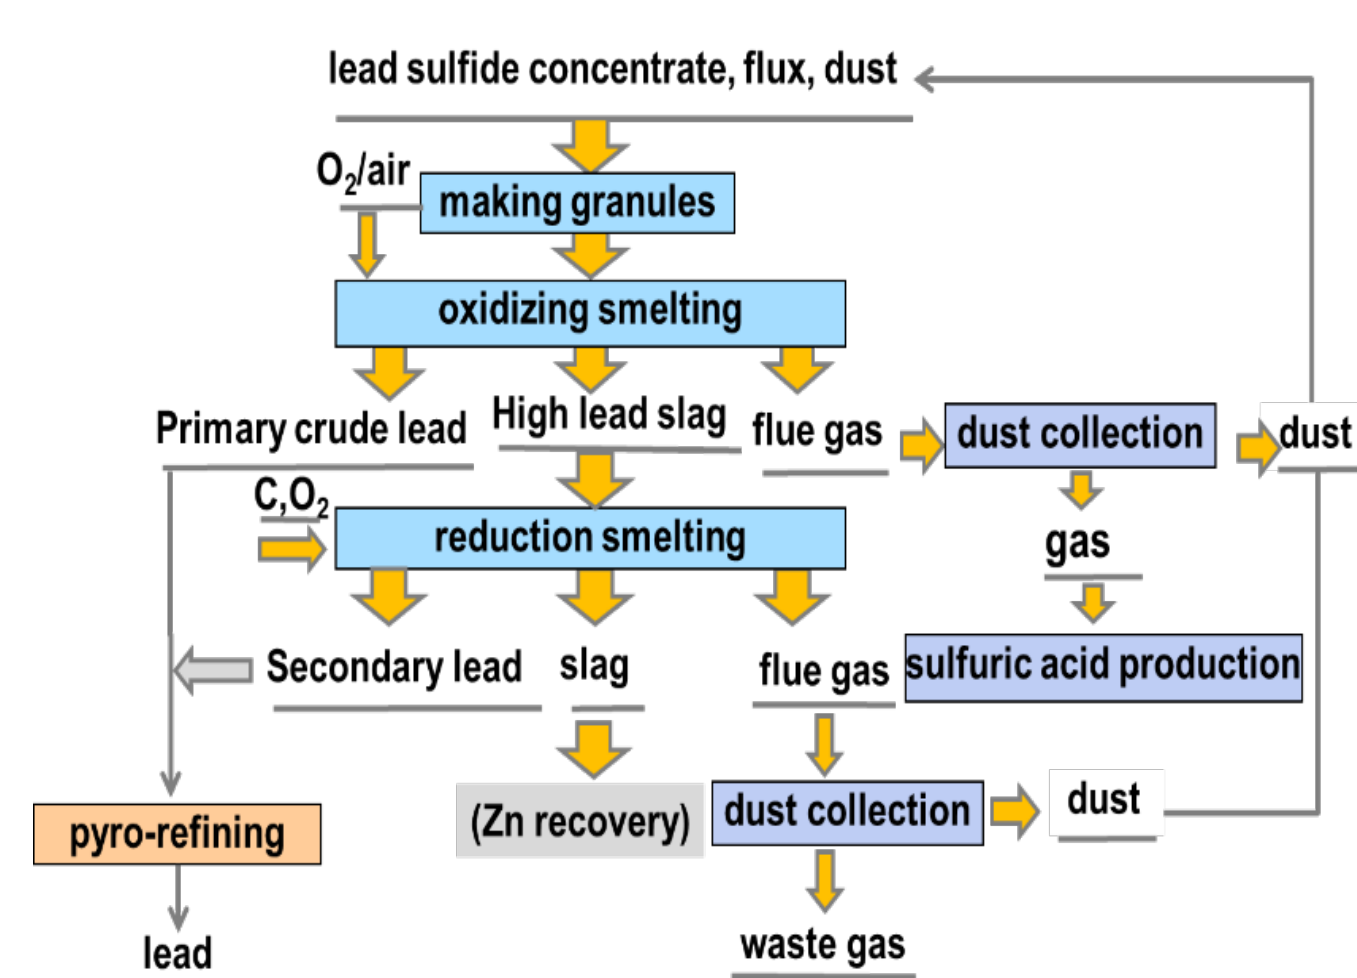 lead sulfide concentrate, flux, dust
O₂/air
making granules
oxidizing smelting
Primary crude lead
High lead slag
flue gas
dust collection
dust
C,O₂
reduction smelting
gas
Secondary lead
slag
flue gas
sulfuric acid production
pyro-refining
(Zn recovery)
dust collection
dust
lead
waste gas